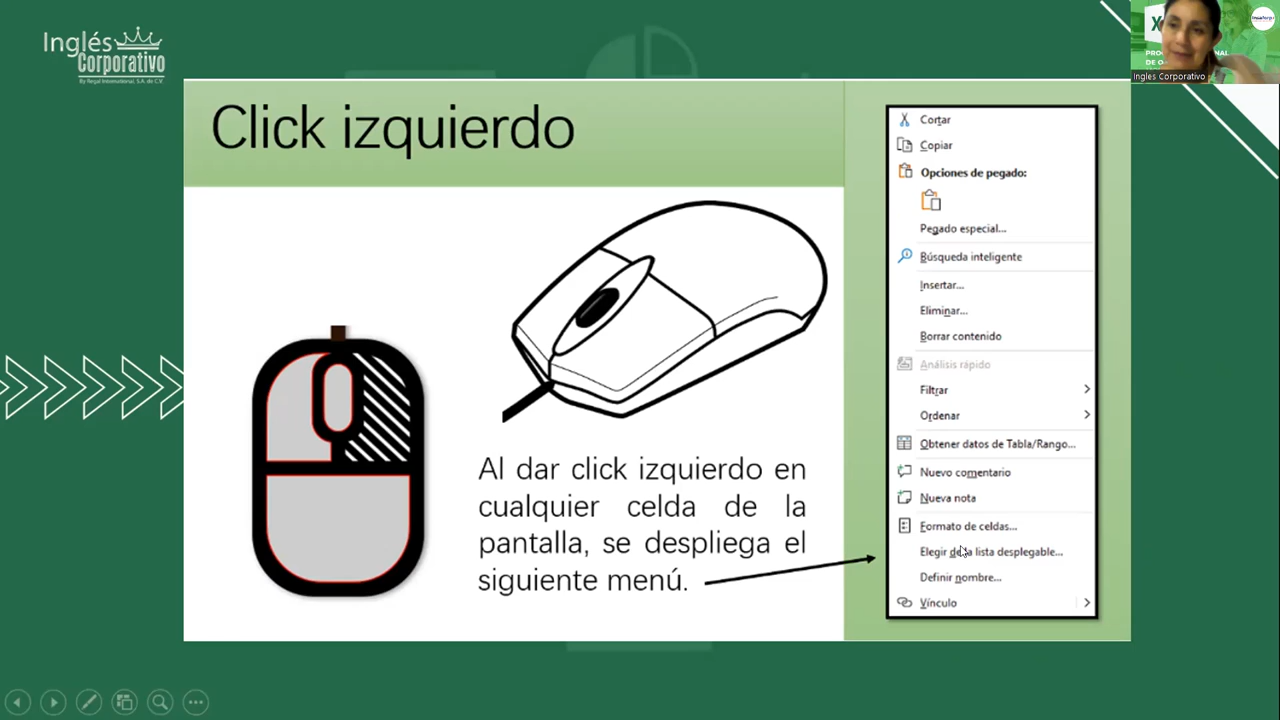 Inglés
Corporativo
By Regal International, S.A. de C.V.
Click izquierdo
Al dar click izquierdo en
cualquier celda de la
pantalla, se despliega el
siguiente menú.
Cortar
Copiar
Opciones de pegado:
Pegado especial...
Búsqueda inteligente
Insertar...
Eliminar...
Borrar contenido
Análisis rápido
Filtrar
Ordenar
Obtener datos de Tabla/Rango...
Nuevo comentario
Nueva nota
Formato de celdas...
Elegir de la lista desplegable...
Definir nombre...
Vínculo
X
Ingles Corporativo